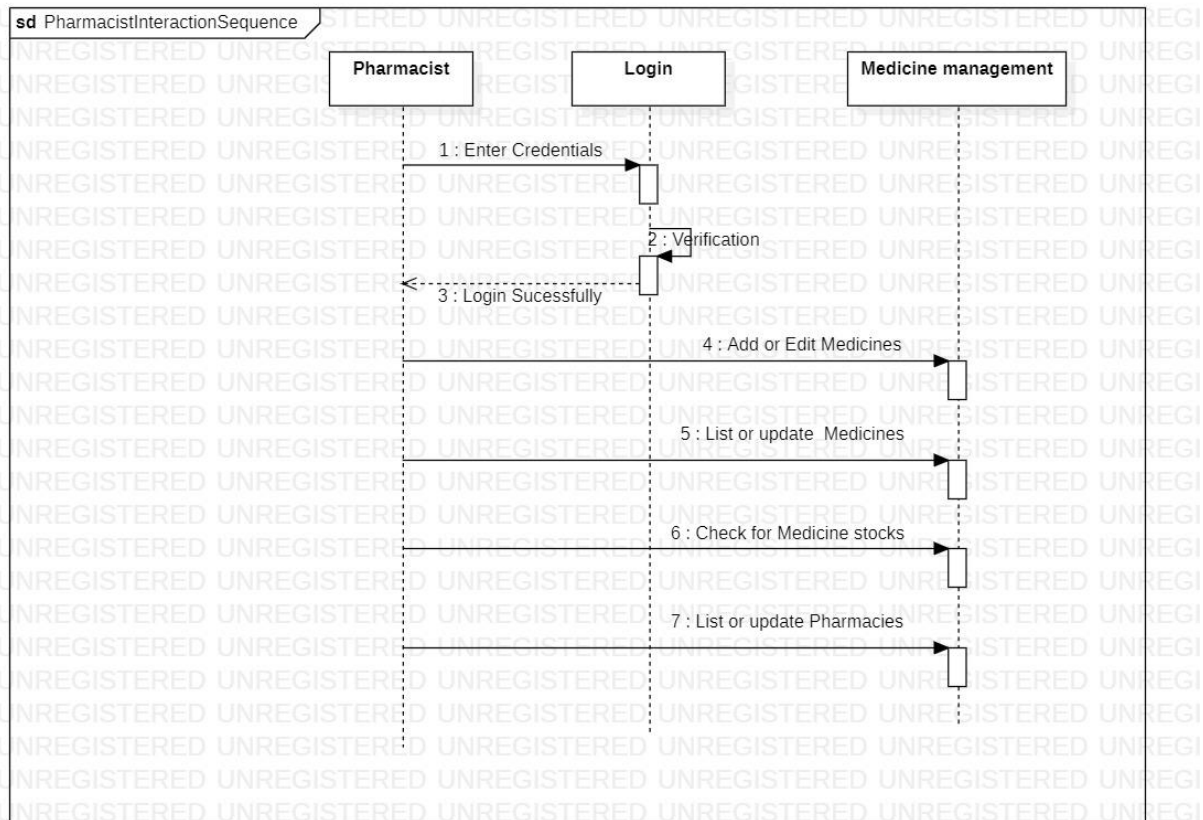 sd PharmacistInteractionSequence
Pharmacist
Login
Medicine management
1 : Enter Credentials
2 : Verification
3 : Login Sucessfully
4 : Add or Edit Medicines
5 : List or update  Medicines
6 : Check for Medicine stocks
7 : List or update Pharmacies
UNREGISTERED